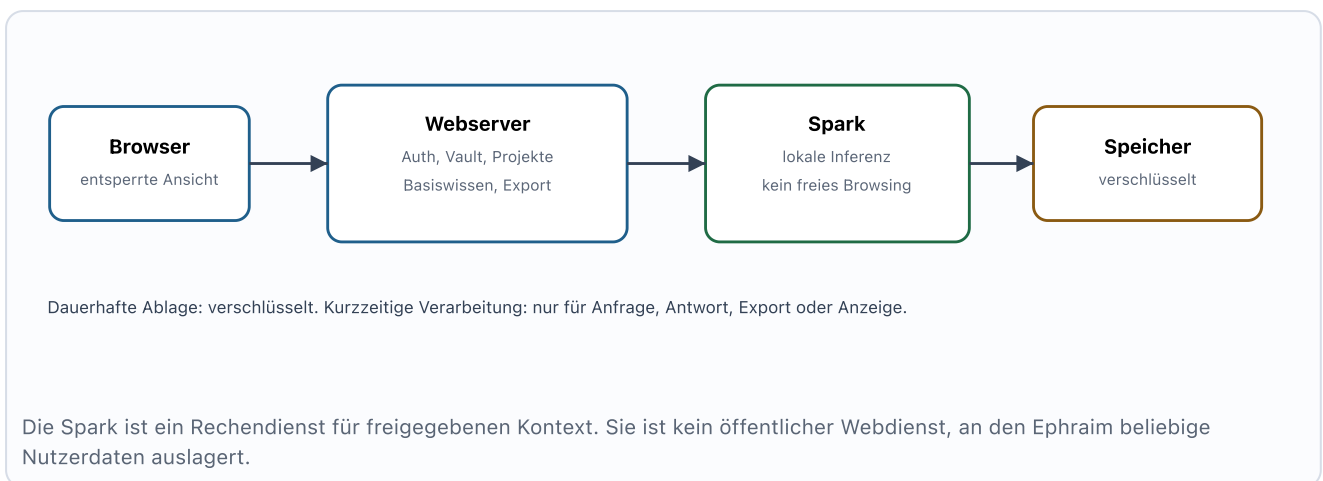 Browser
entsperrte Ansicht
Webserver
Auth, Vault, Projekte
Basiswissen, Export
Spark
lokale Inferenz
kein freies Browsing
Speicher
verschlüsselt
Dauerhafte Ablage: verschlüsselt. Kurzzeitige Verarbeitung: nur für Anfrage, Antwort, Export oder Anzeige.
Die Spark ist ein Rechendienst für freigegebenen Kontext. Sie ist kein öffentlicher Webdienst, an den Ephraim beliebige
Nutzerdaten auslagert.